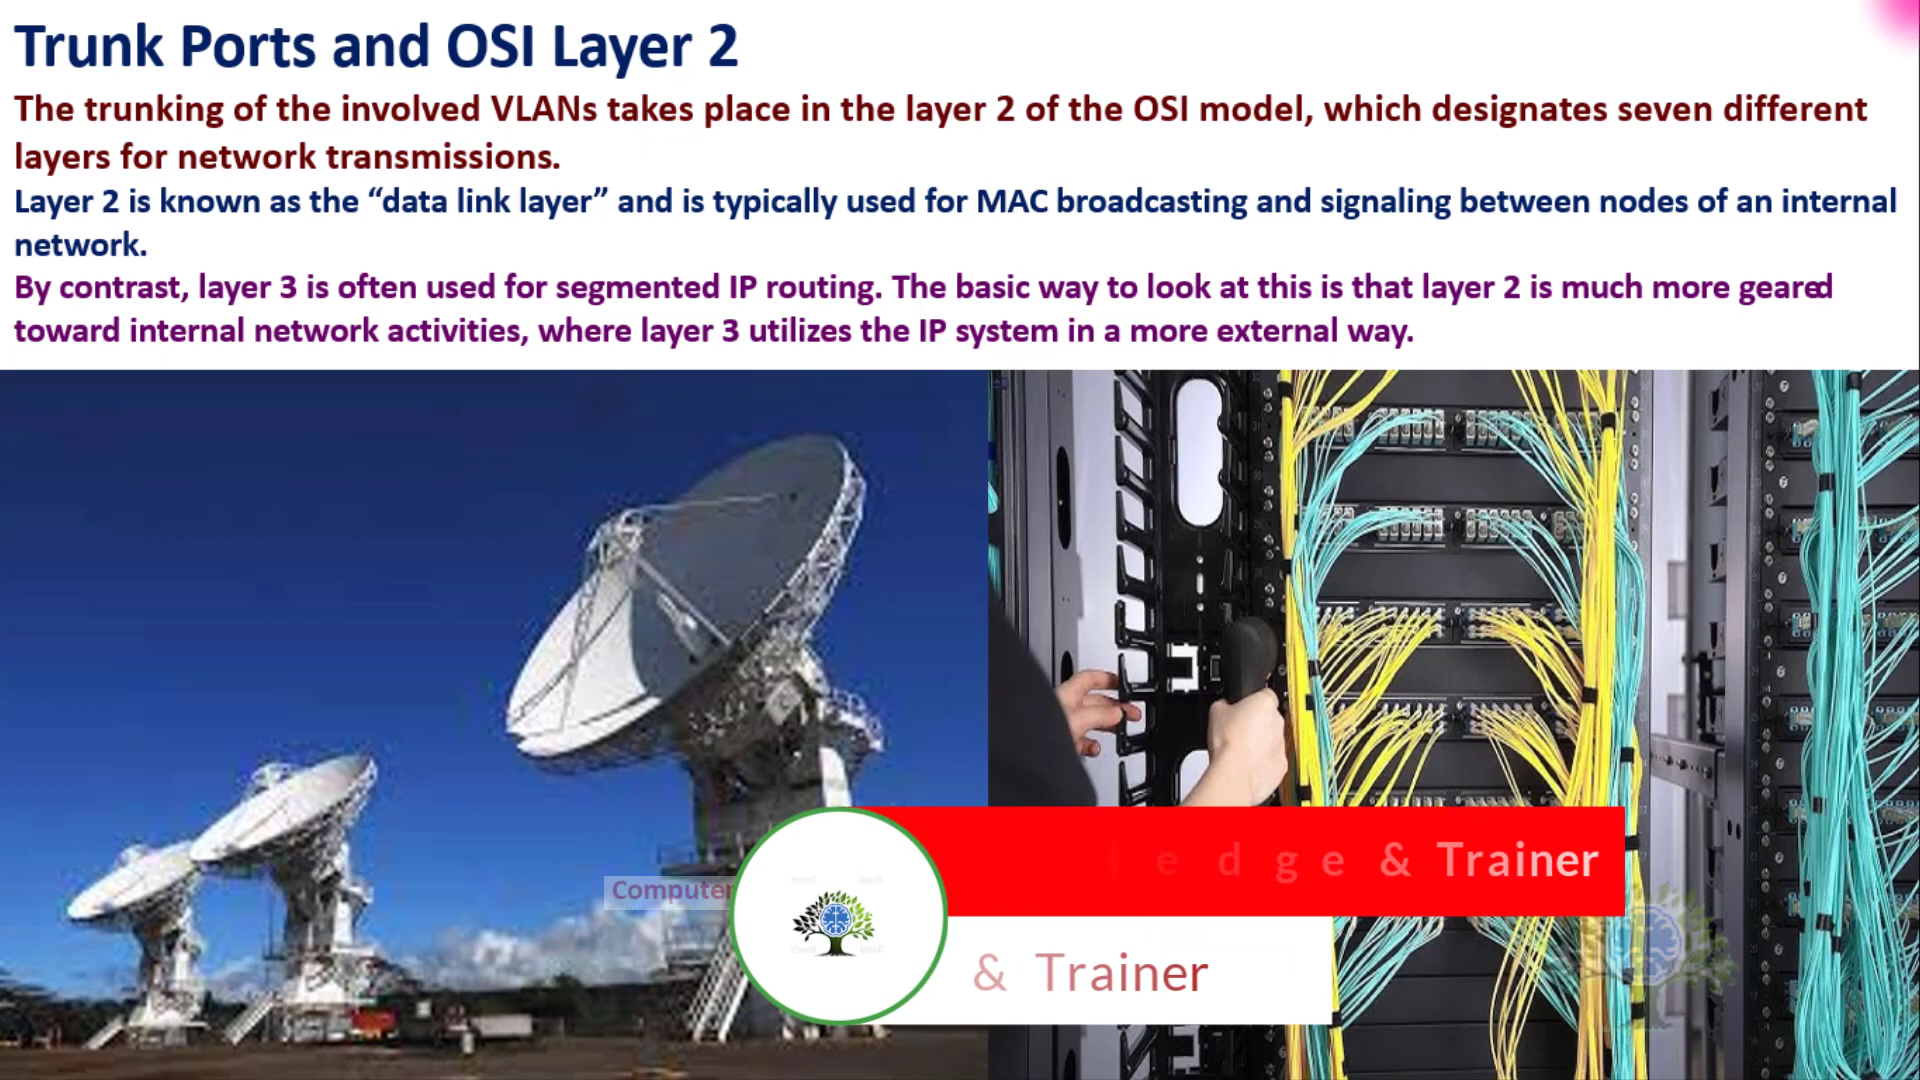 Trunk Ports and OSI Layer 2
The trunking of the involved VLANs takes place in the layer 2 of the OSI model, which designates seven different
layers for network transmissions.
Layer 2 is known as the “data link layer” and is typically used for MAC broadcasting and signaling between nodes of an internal
network.
By contrast, layer 3 is often used for segmented IP routing. The basic way to look at this is that layer 2 is much more geared
toward internal network activities, where layer 3 utilizes the IP system in a more external way.
l e d g e & Trainer
Computer
& Trainer